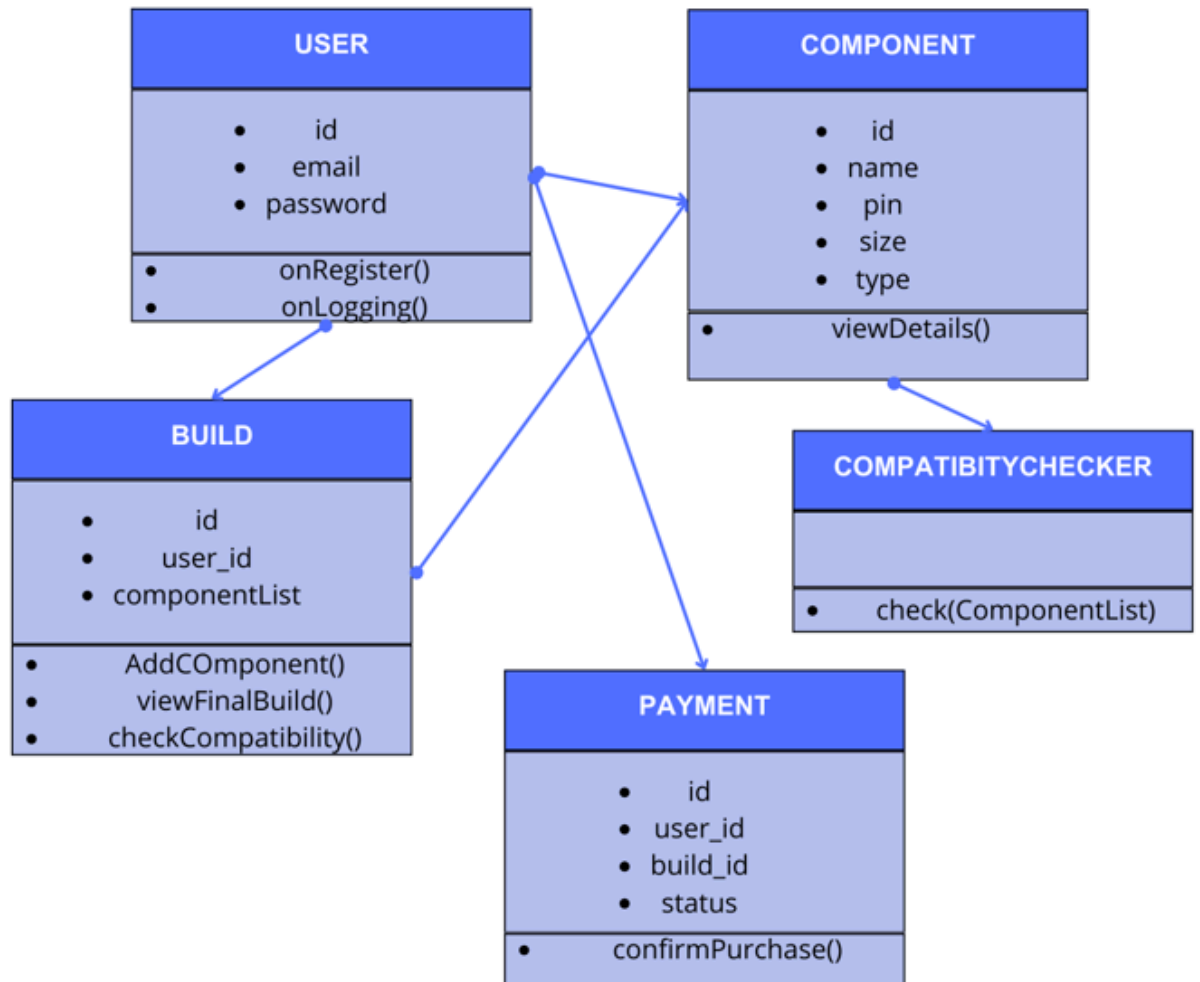 USER
id
email
password
onRegister()
onLogging()
COMPONENT
id
name
pin
size
type
viewDetails()
BUILD
id
user_id
componentList
AddCOmponent()
viewFinalBuild()
checkCompatibility()
COMPATIBITYCHECKER
check(ComponentList)
PAYMENT
id
user_id
build_id
status
confirmPurchase()